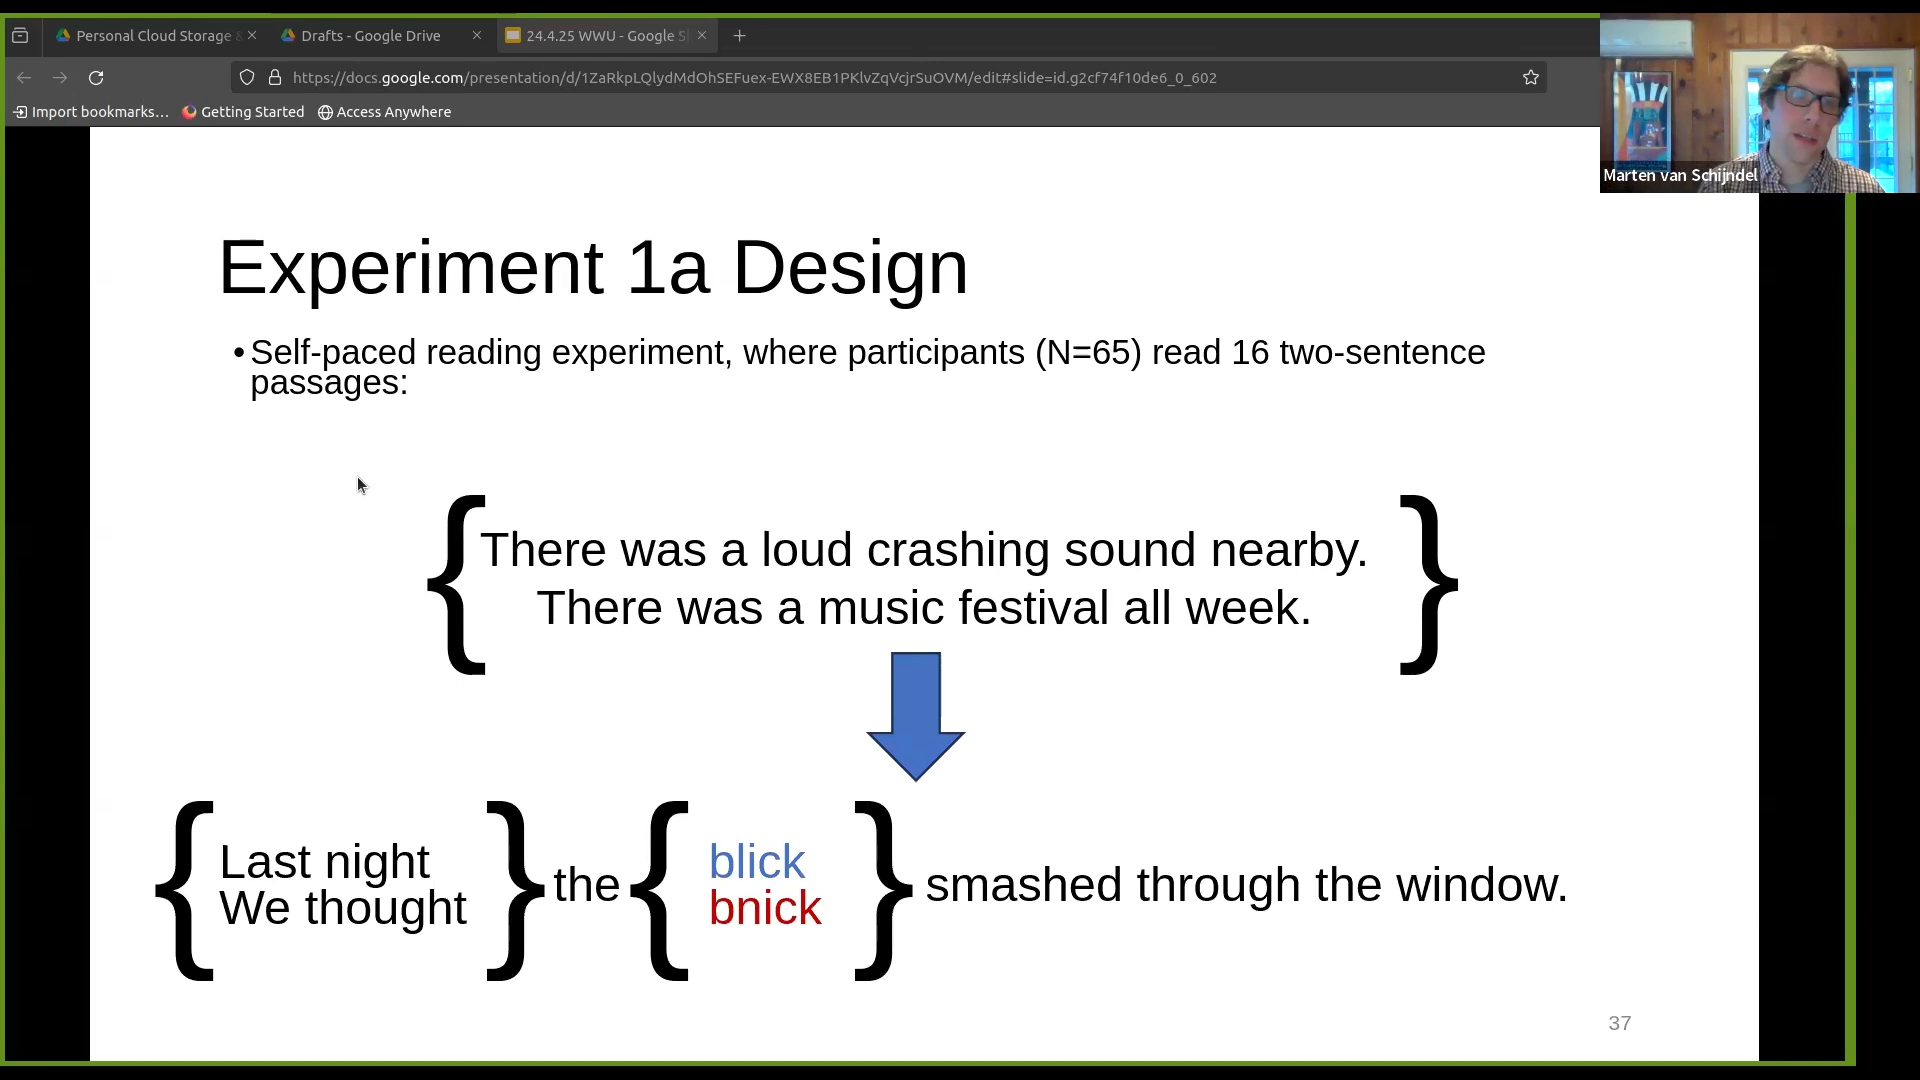 Personal Cloud Storage
Drafts - Google Drive
24.4.25 WWU - Google S
https://docs.google.com/presentation/d/1ZaRkpLQlydMdOhSEFuex-EWX8EB1PKlvZqVcjrSuOVM/edit#slide=id.g2cf74f10de6_0_602
Import bookmarks... Getting Started Access Anywhere
Marten van Schijndel
Experiment 1a Design
•Self-paced reading experiment, where participants (N=65) read 16 two-sentence
passages:
{ There was a loud crashing sound nearby. }
There was a music festival all week.
{ Last night } the { blick } smashed through the window.
We thought
bnick
37